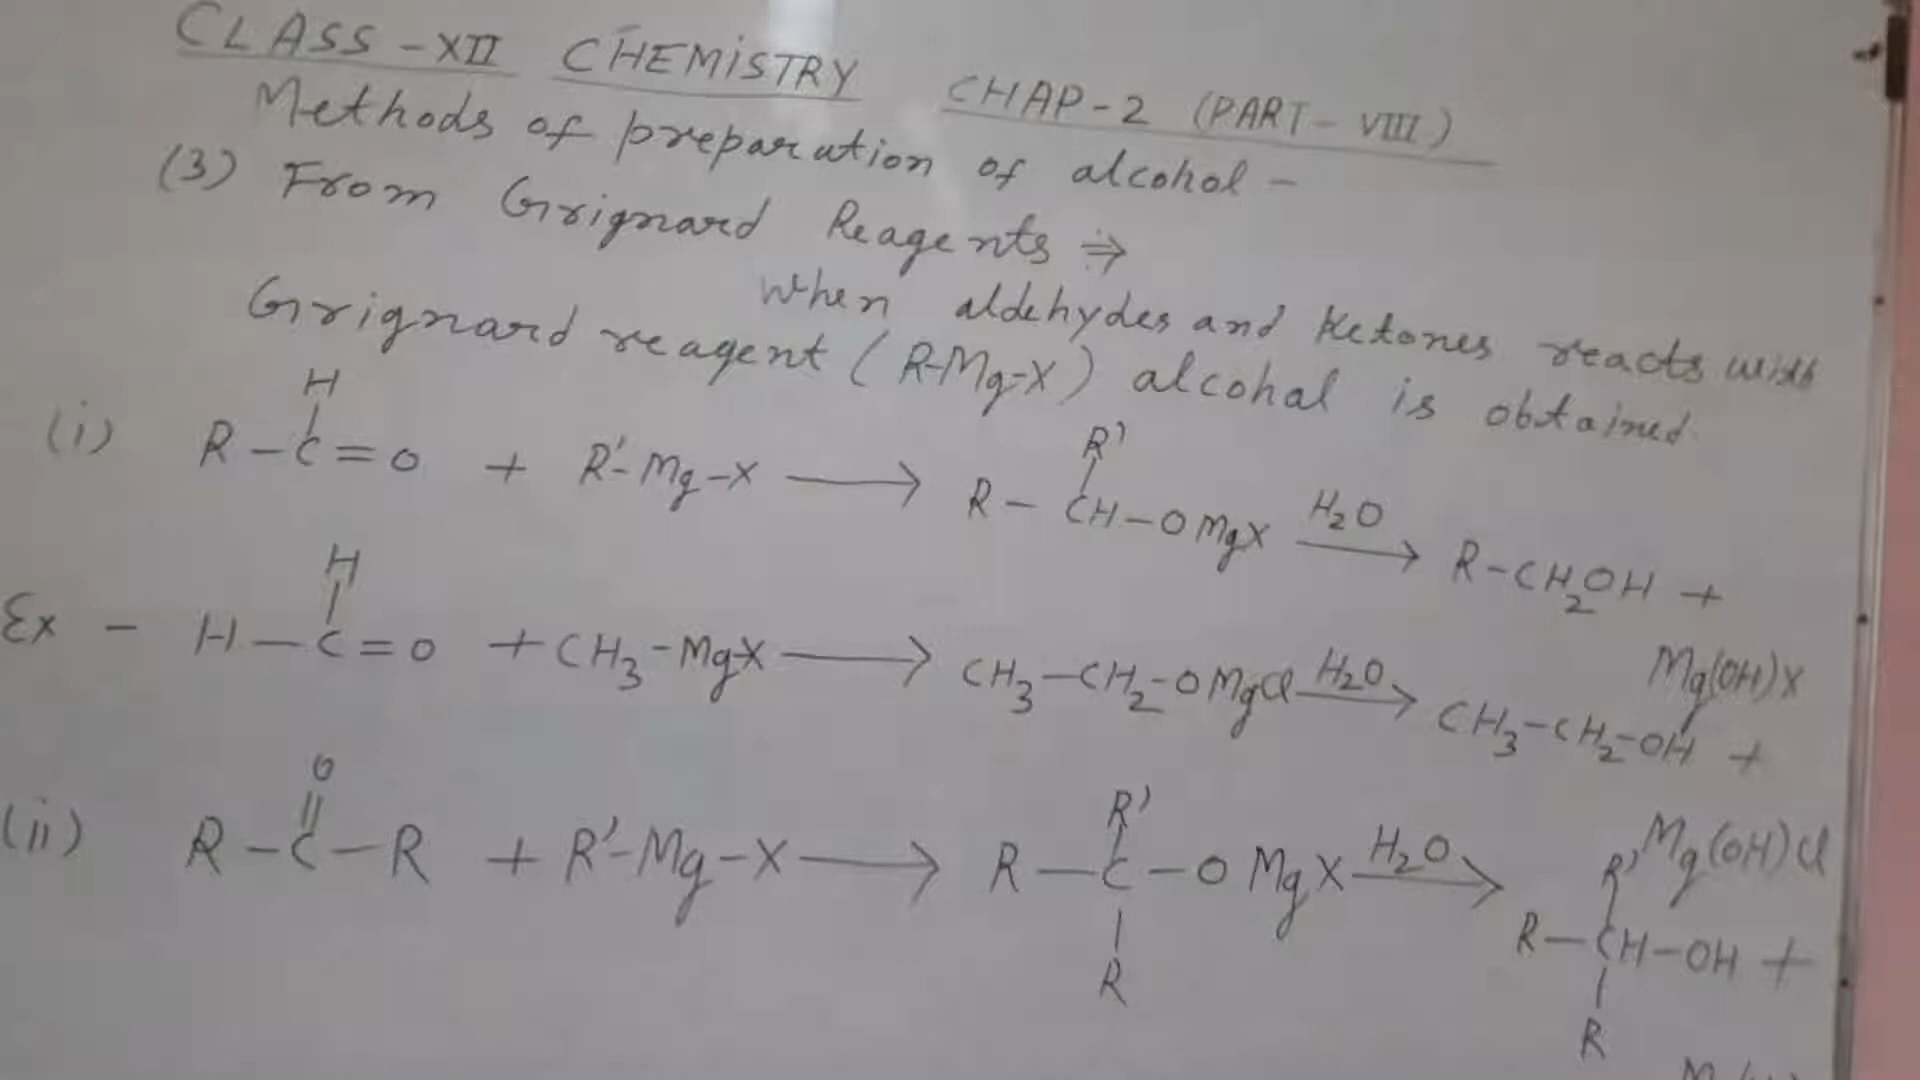 CLASS -XII CHEMISTRY CHAP-2 (PART- VIII)
Methods of preparation of alcohol -
(3) From Grignard Reagents ⇒
When aldehydes and Ketones reacts with
Grignard reagent (R-Mg-X) alcohal is obtained.
H
(i) R-C=O + R'-Mg-X ⟶ R-CH-OMgX H2O⟶ R-CH2OH +
R'
Mg(OH)X
H
Ex - H-C=O + CH3-MgX ⟶ CH3-CH2-OMgCl H2O⟶ CH3-CH2-OH +
Mg(OH)Cl
O
(ii) R-C-R + R'-Mg-X ⟶ R-C-O MgX H2O⟶ R-CH-OH +
R' R'
R R